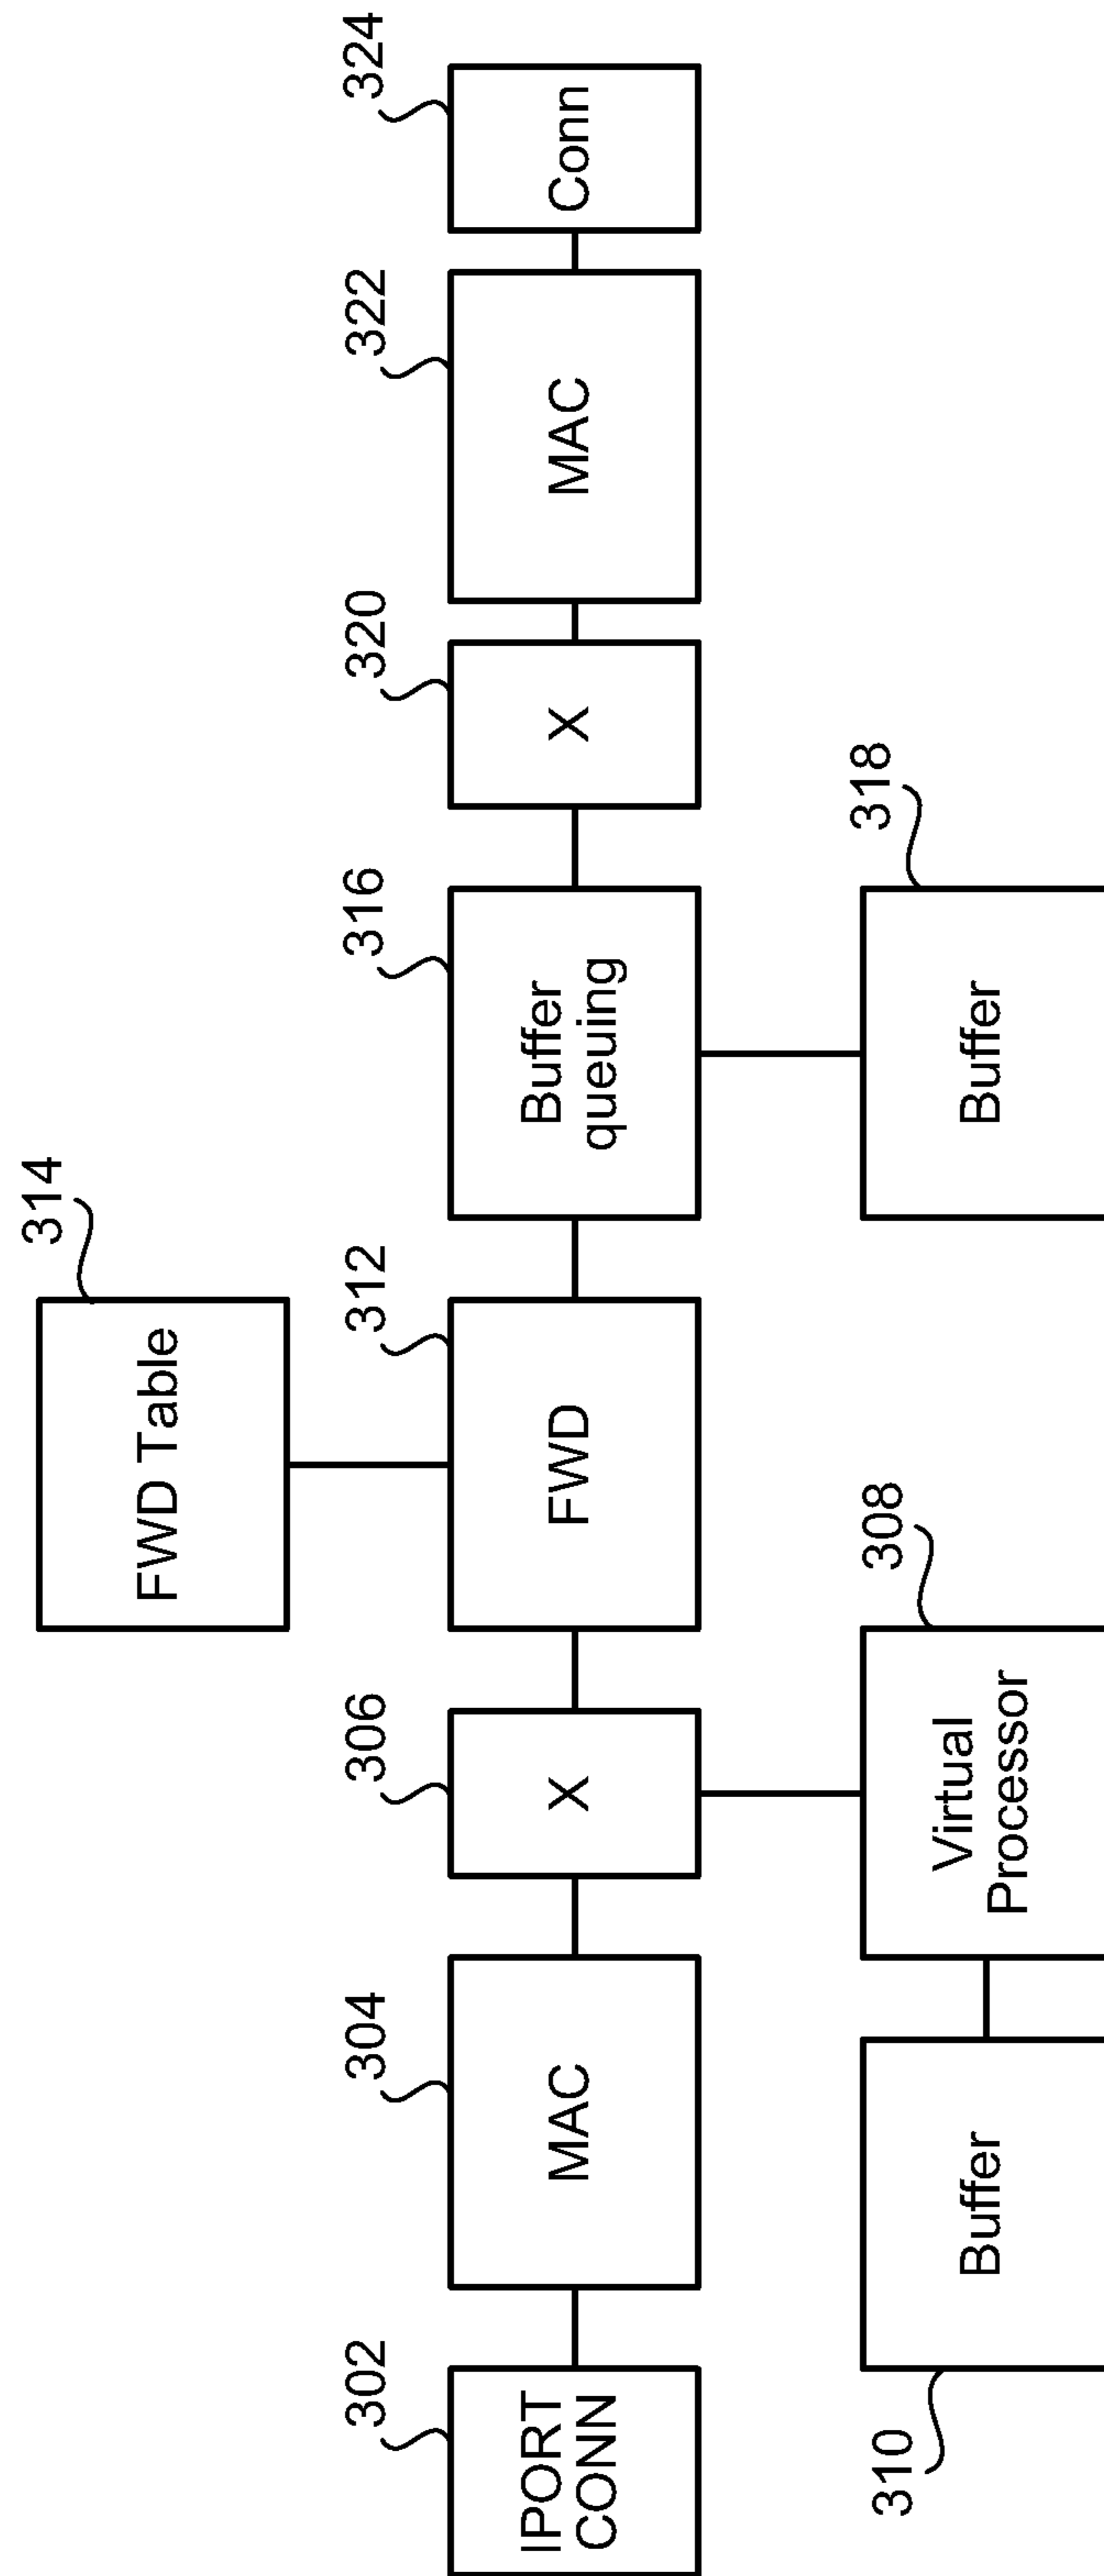 314
FWD Table
302
304
306
312
316
320
322
324
IPORT
CONN
MAC
X
FWD
Buffer
queuing
X
MAC
Conn
308
318
Buffer
Virtual
Processor
Buffer
310